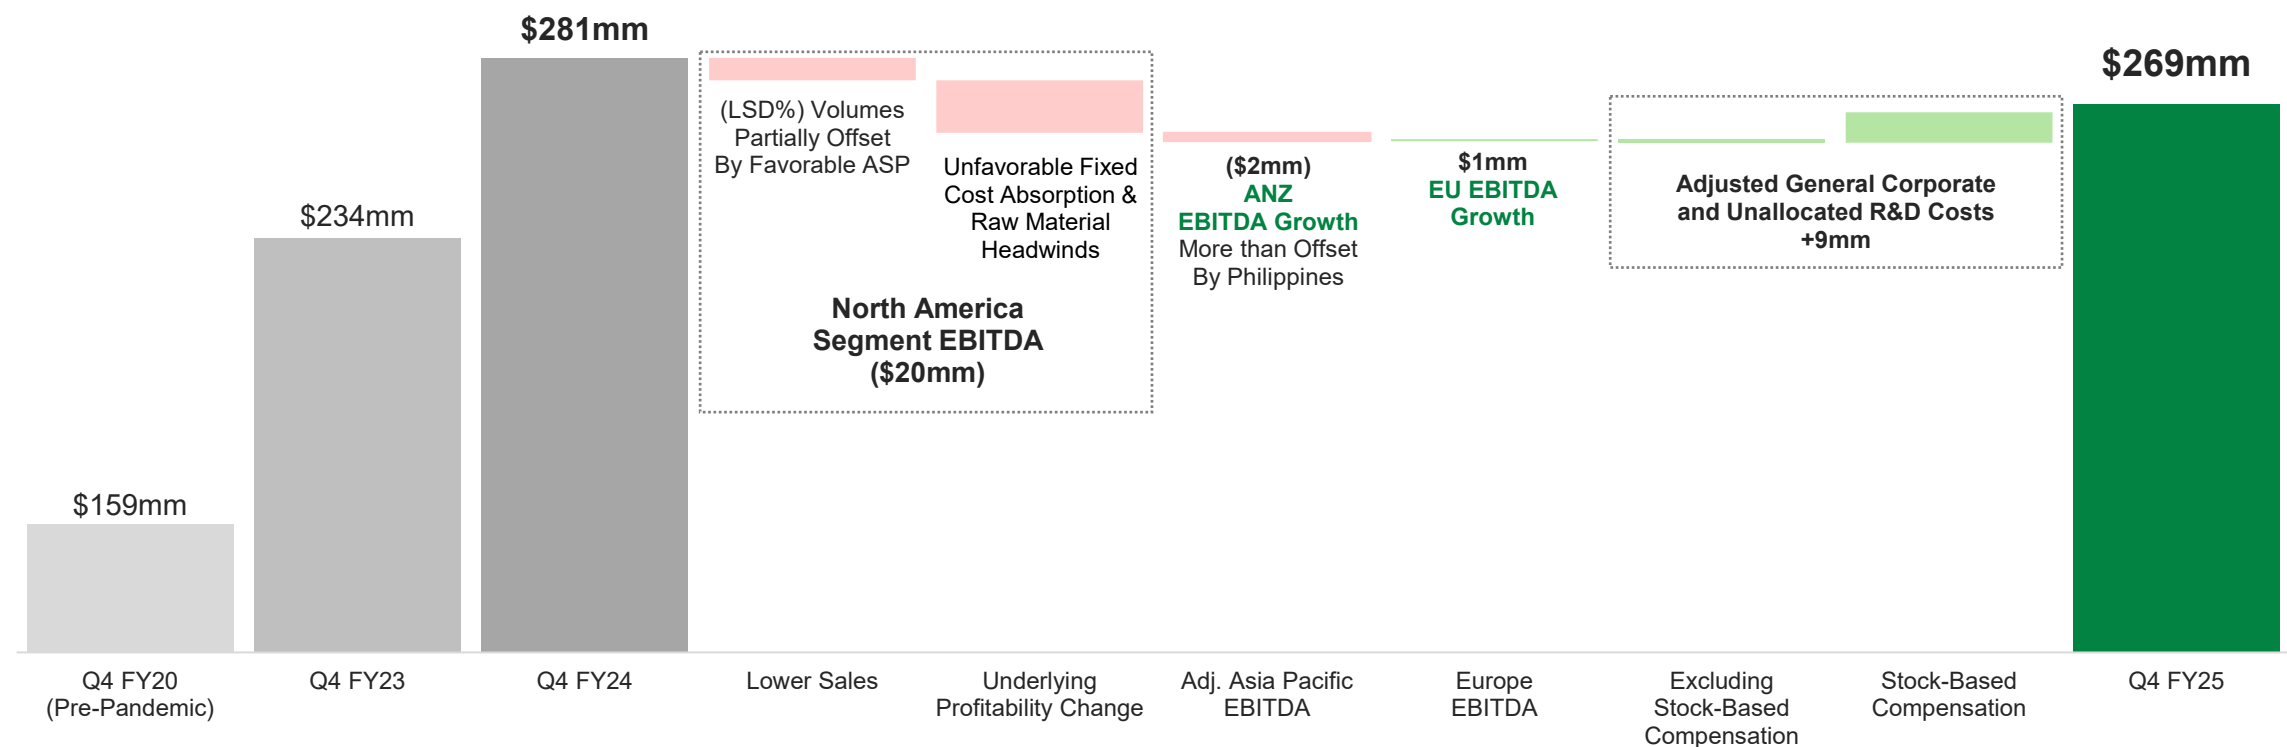 $159mm
$234mm
$281mm
(LSD%) Volumes
Partially Offset
By Favorable ASP
Unfavorable Fixed
Cost Absorption &
Raw Material
Headwinds
North America
Segment EBITDA
($20mm)
($2mm)
ANZ
EBITDA Growth
More than Offset
By Philippines
$1mm
EU EBITDA
Growth
Adjusted General Corporate
and Unallocated R&D Costs
+9mm
$269mm
Q4 FY20
(Pre-Pandemic)
Q4 FY23
Q4 FY24
Lower Sales
Underlying
Profitability Change
Adj. Asia Pacific
EBITDA
Europe
EBITDA
Excluding
Stock-Based
Compensation
Stock-Based
Compensation
Q4 FY25